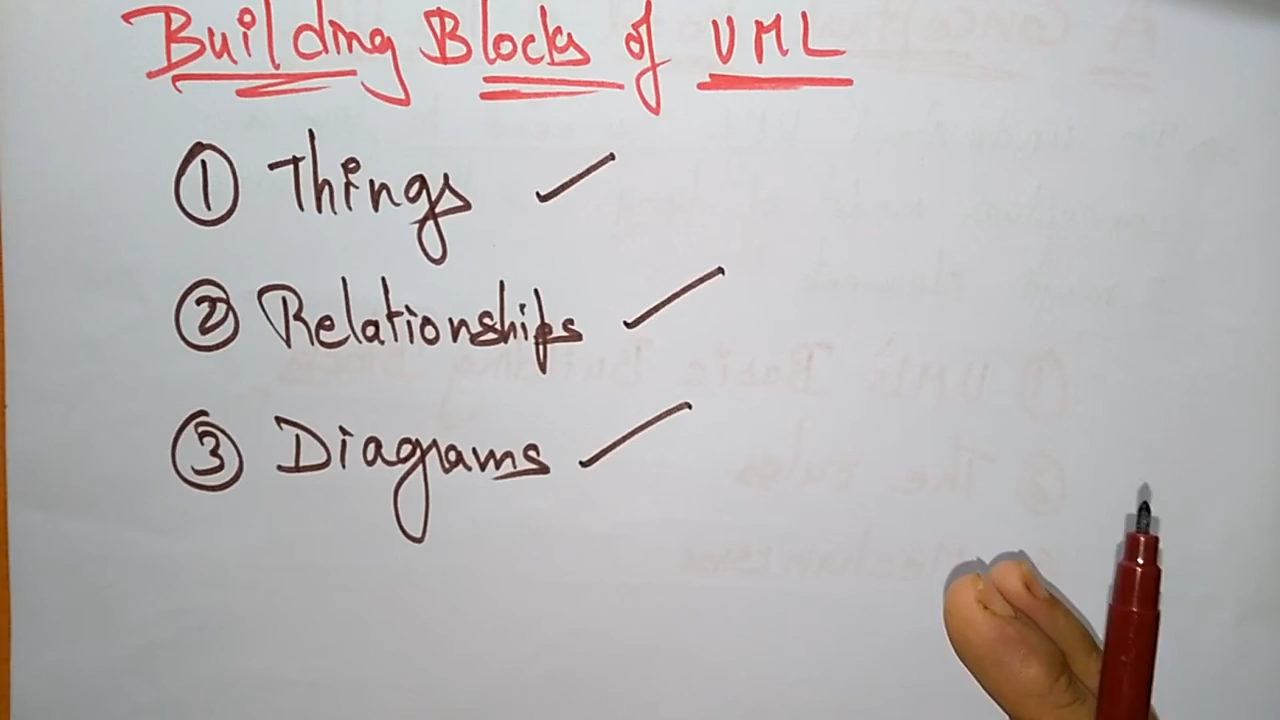 Building Blocks of UML
① Things ✓
② Relationships ✓
③ Diagrams ✓